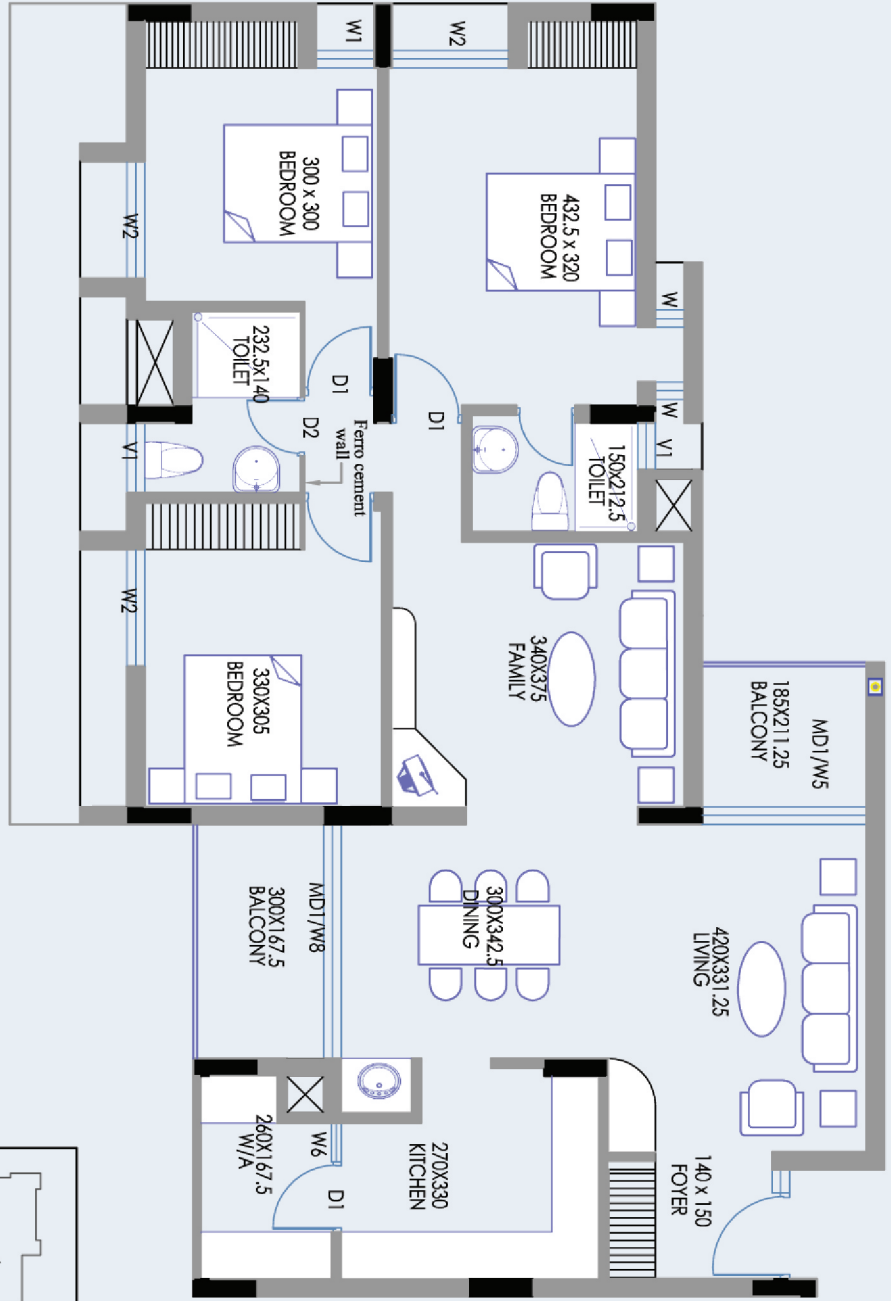 W1
W2
300 x 300
BEDROOM
432.5 x 320
BEDROOM
W2
W
W
V1
232.5x140
TOILET
D1
D2
D1
Ferro cement
wall
150x212.5
TOILET
V1
W2
330X305
BEDROOM
340X375
FAMILY
MD1/W5
185X211.25
BALCONY
MD1/W8
300X167.5
BALCONY
300X342.5
DINING
420X331.25
LIVING
140 x 150
FOYER
270X330
KITCHEN
W6
D1
260X167.5
W/A